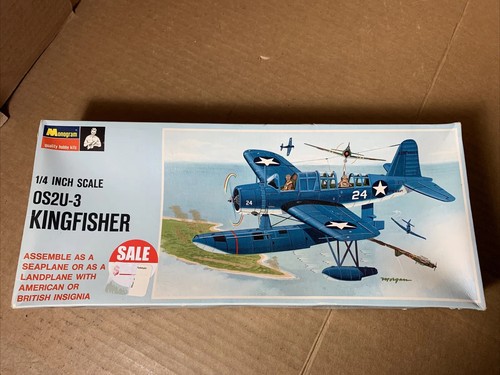 Monogram
Quality hobby kits
1/4 INCH SCALE
OS2U-3
KINGFISHER
SALE
ASSEMBLE AS A
SEAPLANE OR AS A
LANDPLANE WITH
AMERICAN OR
BRITISH INSIGNIA
24
24